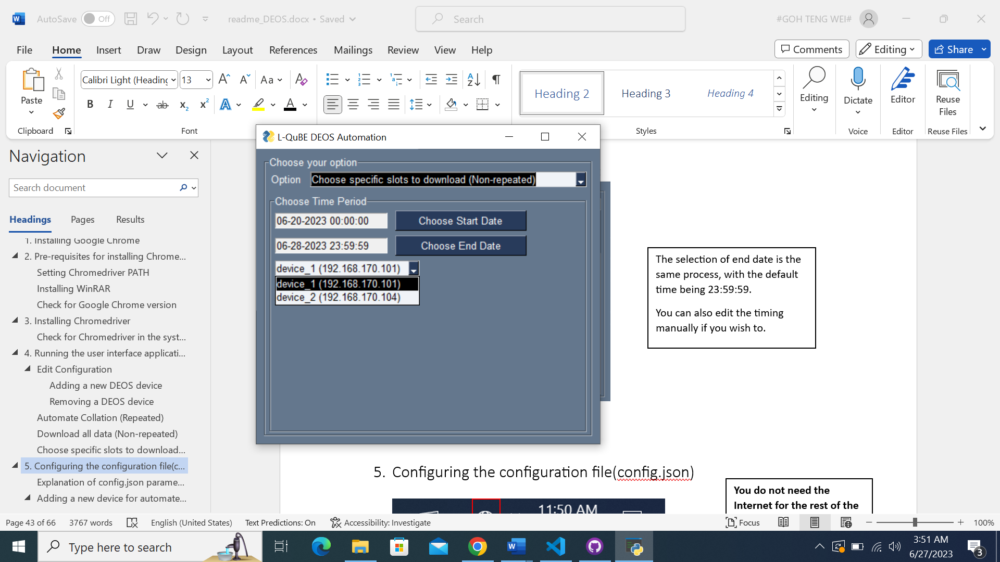 AutoSave Off readme_DEOS.docx • Saved Search #GOH TENG WEI#
File Home Insert Draw Design Layout References Mailings Review View Help Comments Editing Share
Calibri Light (Heading 13 Aa
Paste
B I U ab x2 x2 A A
Heading 2 Heading 3 Heading 4
Editing
Dictate
Editor
Reuse
Files
Clipboard Font Styles Voice Editor Reuse Files
Navigation
Search document
Headings Pages Results
1. Installing Google Chrome
2. Pre-requisites for installing Chrome...
Setting Chromedriver PATH
Installing WinRAR
Check for Google Chrome version
3. Installing Chromedriver
Check for Chromedriver in the syst...
4. Running the user interface applicati...
Edit Configuration
Adding a new DEOS device
Removing a DEOS device
Automate Collation (Repeated)
Download all data (Non-repeated)
Choose specific slots to download...
5. Configuring the configuration file(c...
Explanation of config.json parame...
Adding a new device for automate...
L-QuBE DEOS Automation
Choose your option
Option Choose specific slots to download (Non-repeated)
Choose Time Period
06-20-2023 00:00:00 Choose Start Date
06-28-2023 23:59:59 Choose End Date
device_1 (192.168.170.101)
device_1 (192.168.170.101)
device_2 (192.168.170.104)
The selection of end date is the
same process, with the default
time being 23:59:59.
You can also edit the timing
manually if you wish to.
5. Configuring the configuration file(config.json)
You do not need the
Internet for the rest of the
11:50 AM
Page 43 of 66 3767 words English (United States) Text Predictions: On Accessibility: Investigate Focus 100%
Type here to search
3:51 AM
6/27/2023
3